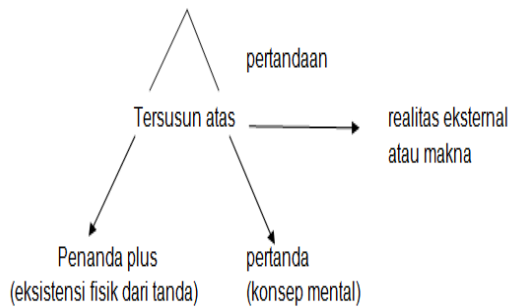 pertandaan
Tersusun atas
realitas eksternal
atau makna
Penanda plus
(eksistensi fisik dari tanda)
pertanda
(konsep mental)